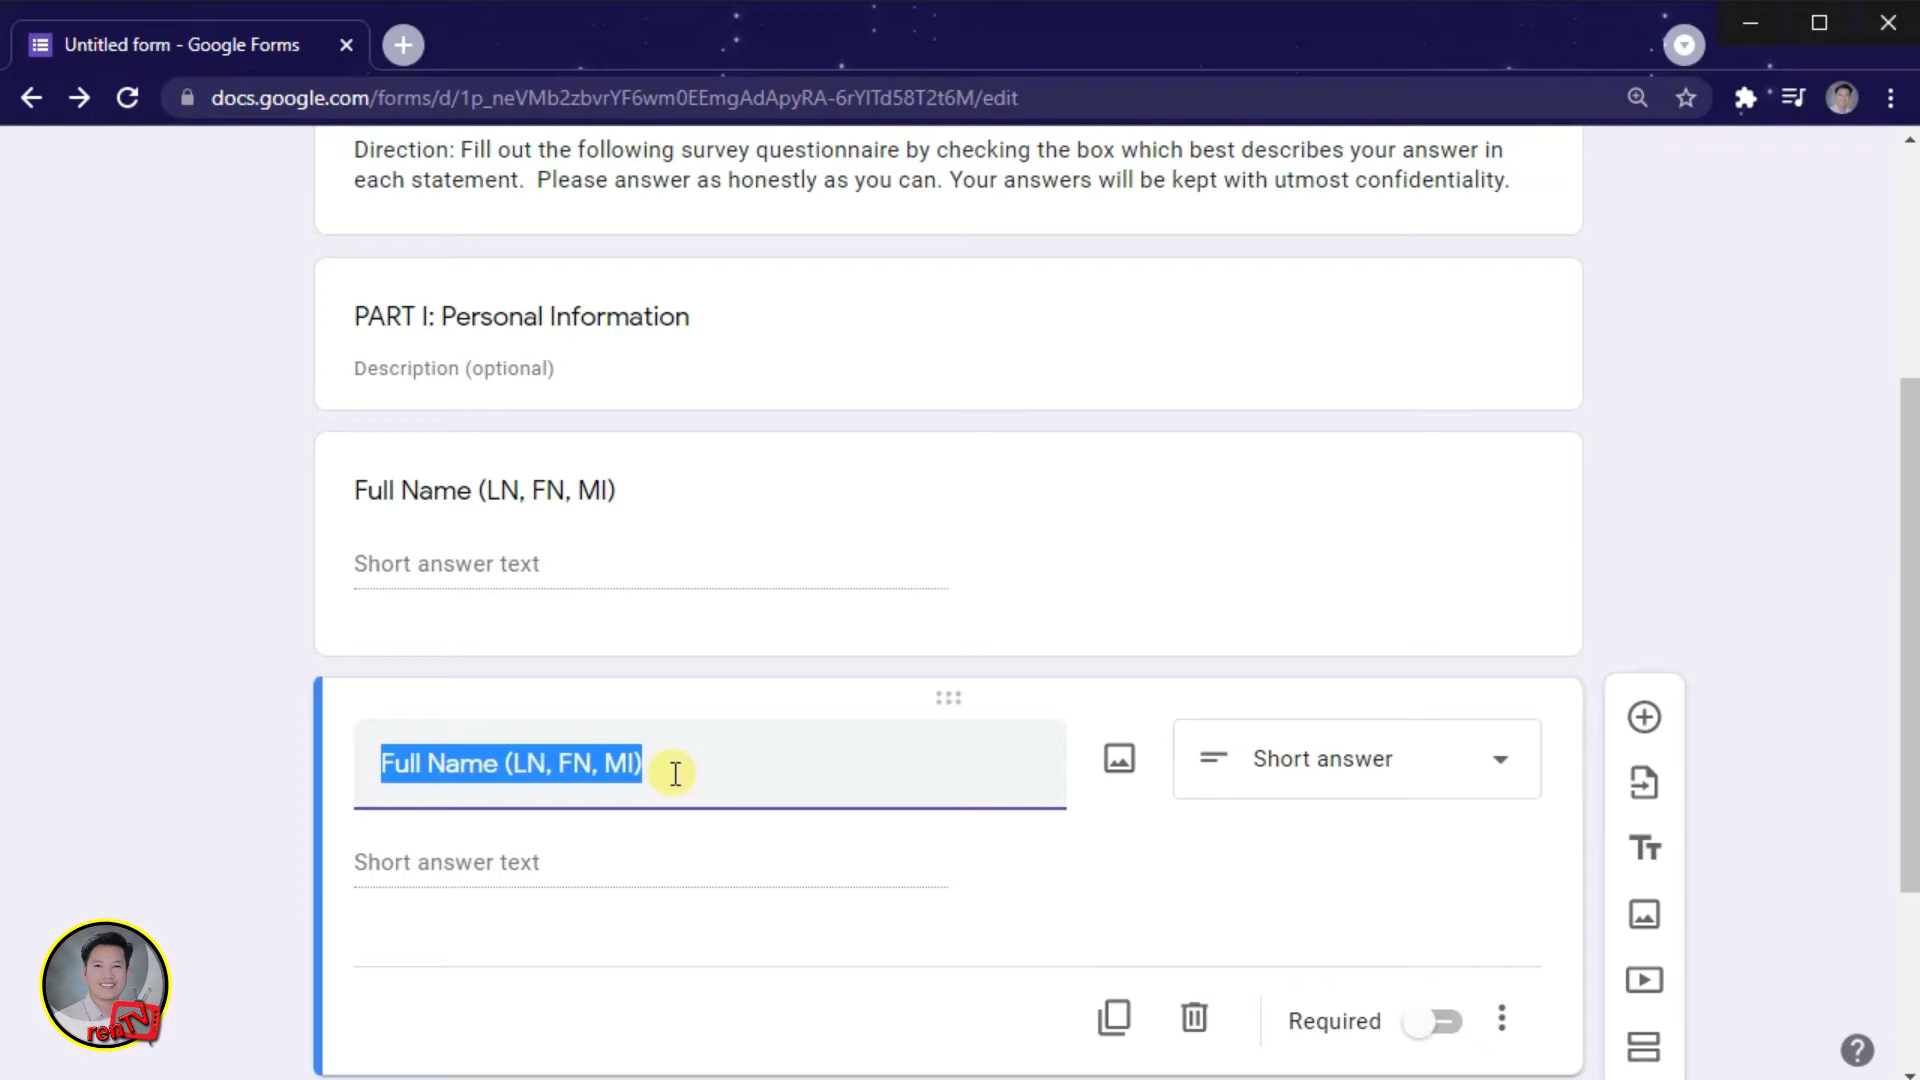 Untitled form - Google Forms
docs.google.com/forms/d/1p_neVMb2zbvrYF6wm0EEmgAdApyRA-6rYlTd58T2t6M/edit
Direction: Fill out the following survey questionnaire by checking the box which best describes your answer in
each statement.  Please answer as honestly as you can. Your answers will be kept with utmost confidentiality.
PART I: Personal Information
Description (optional)
Full Name (LN, FN, MI)
Short answer text
Full Name (LN, FN, MI)
Short answer
Short answer text
Required
renTV